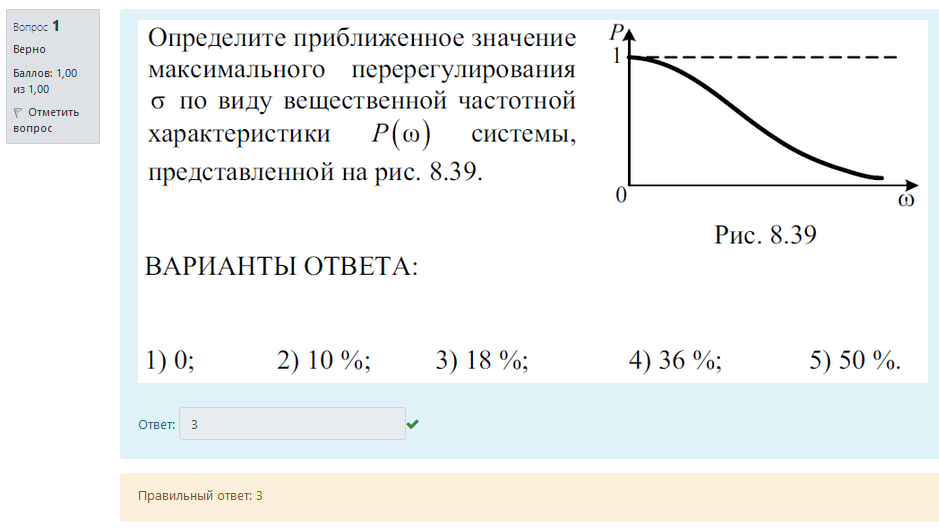 Вопрос 1
Верно
Баллов: 1,00
из 1,00
Отметить
вопрос
Определите приближенное значение
максимального перерегулирования
σ по виду вещественной частотной
характеристики P(ω) системы,
представленной на рис. 8.39.
P
1
0
ω
Рис. 8.39
ВАРИАНТЫ ОТВЕТА:
1) 0; 2) 10 %; 3) 18 %; 4) 36 %; 5) 50 %.
Ответ: 3
Правильный ответ: 3